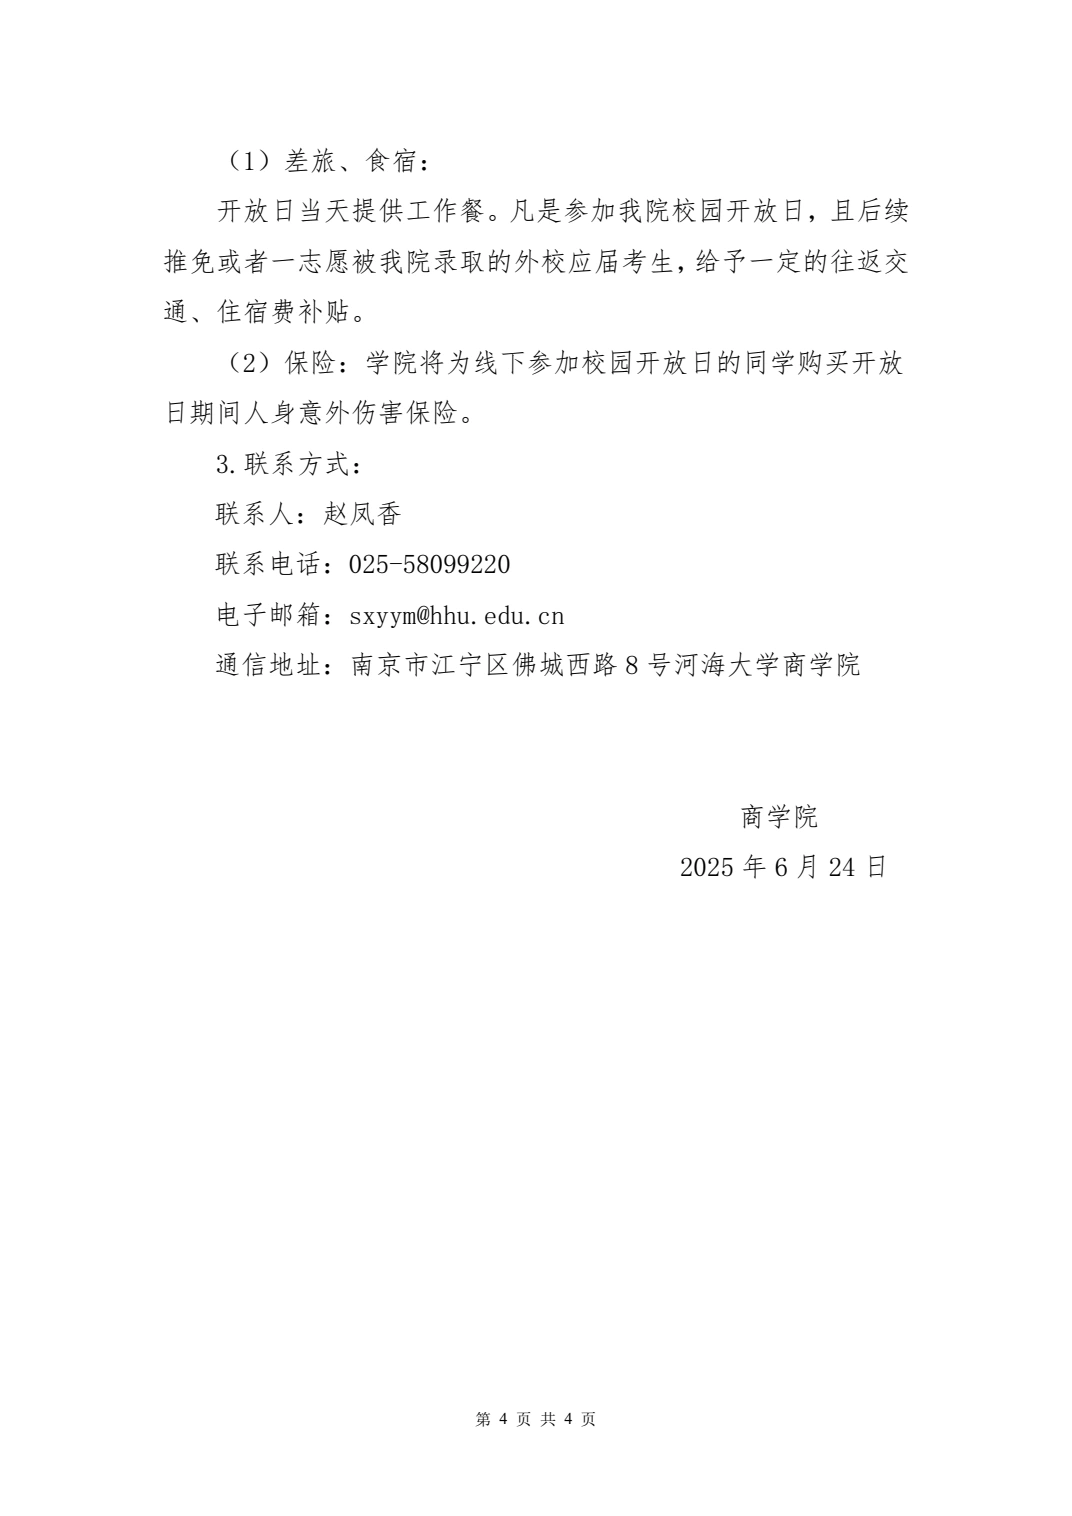 （1）差旅、食宿：
开放日当天提供工作餐。凡是参加我院校园开放日，且后续
推免或者一志愿被我院录取的外校应届考生，给予一定的往返交
通、住宿费补贴。
（2）保险：学院将为线下参加校园开放日的同学购买开放
日期间人身意外伤害保险。
3.联系方式：
联系人：赵凤香
联系电话：025-58099220
电子邮箱：sxyym@hhu.edu.cn
通信地址：南京市江宁区佛城西路 8 号河海大学商学院
商学院
2025 年 6 月 24 日
第 4 页 共 4 页